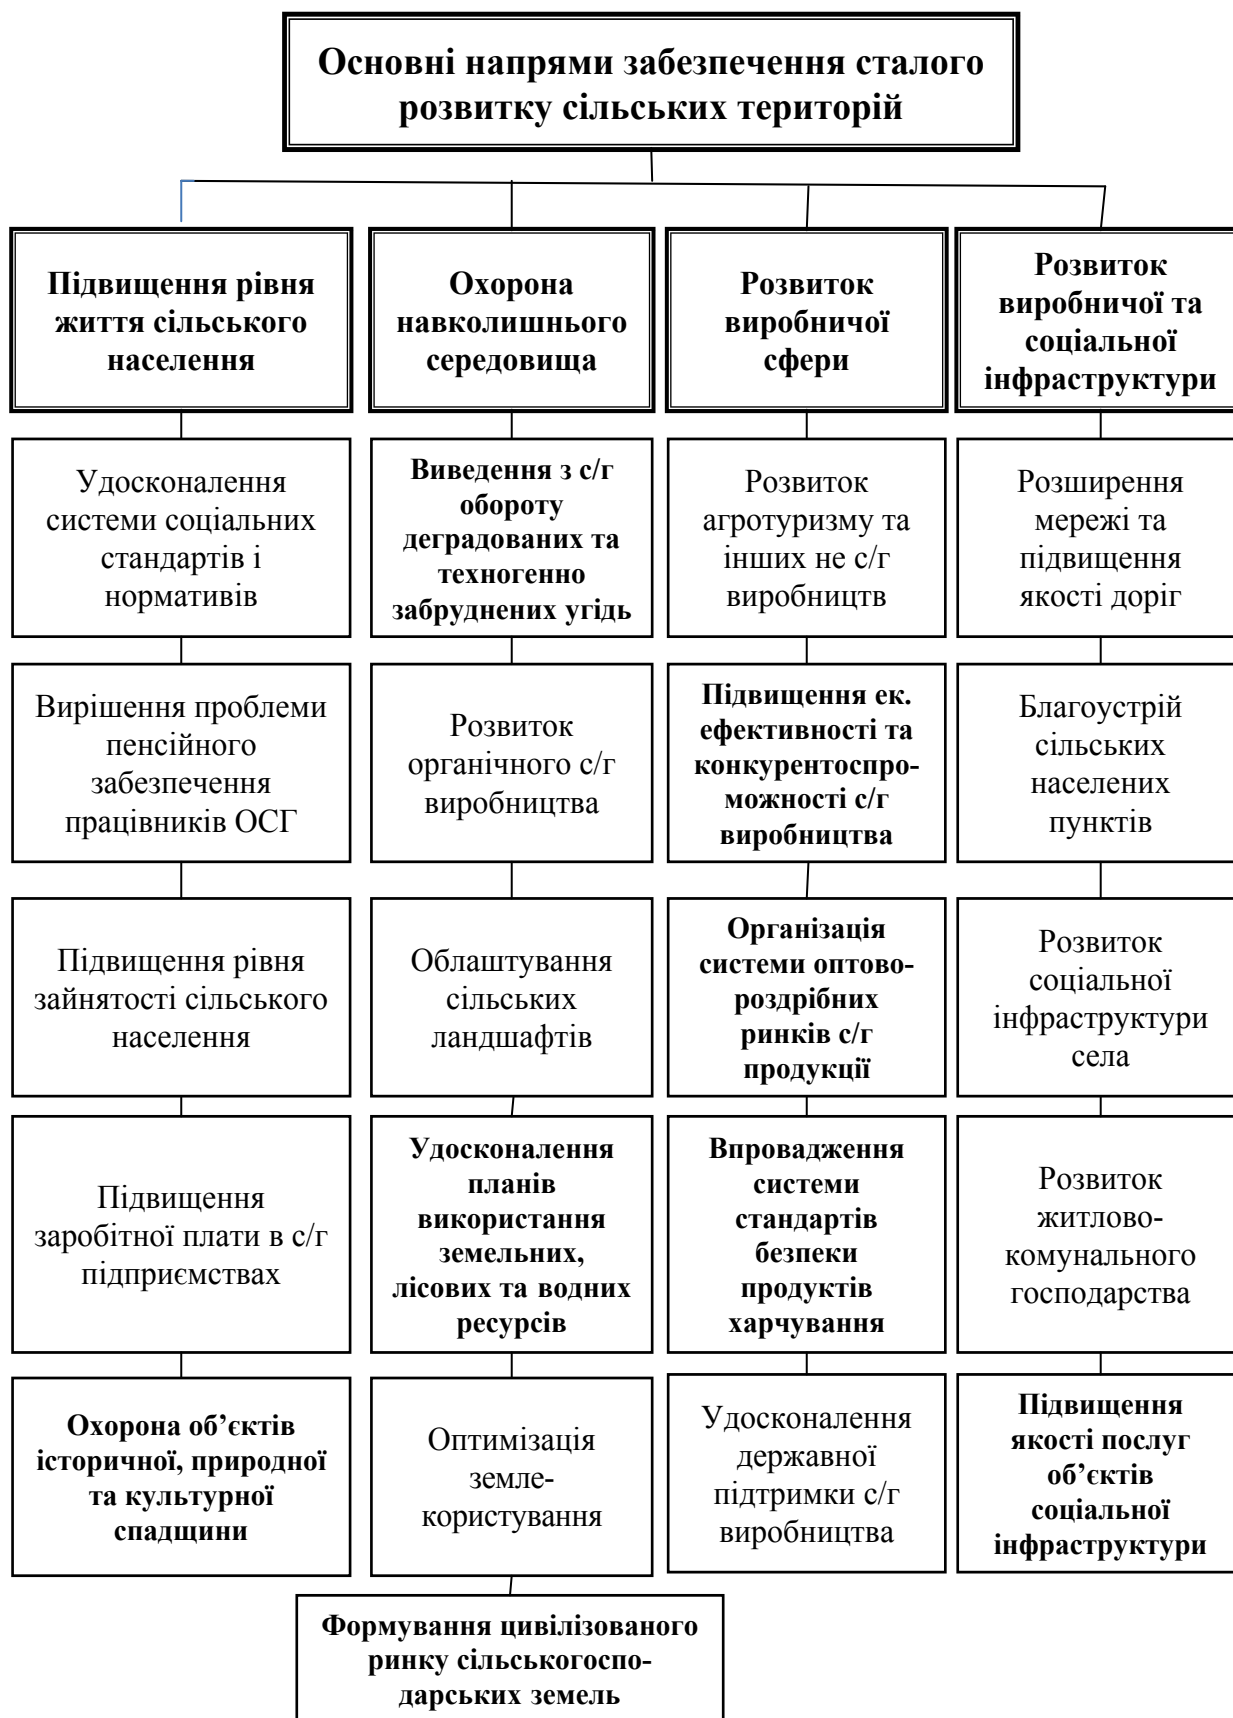 Основні напрями забезпечення сталого
розвитку сільських територій
Підвищення рівня
життя сільського
населення
Охорона
навколишнього
середовища
Розвиток
виробничої
сфери
Розвиток
виробничої та
соціальної
інфраструктури
Удосконалення
системи соціальних
стандартів і
нормативів
Виведення з с/г
обороту
деградованих та
техногенно
забруднених угідь
Розвиток
агротуризму та
інших не с/г
виробництв
Розширення
мережі та
підвищення
якості доріг
Вирішення проблеми
пенсійного
забезпечення
працівників ОСГ
Розвиток
органічного с/г
виробництва
Підвищення ек.
ефективності та
конкурентоспро-
можності с/г
виробництва
Благоустрій
сільських
населених
пунктів
Підвищення рівня
зайнятості сільського
населення
Облаштування
сільських
ландшафтів
Організація
системи оптово-
роздрібних
ринків с/г
продукції
Розвиток
соціальної
інфраструктури
села
Підвищення
заробітної плати в с/г
підприємствах
Удосконалення
планів
використання
земельних,
лісових та водних
ресурсів
Впровадження
системи
стандартів
безпеки
продуктів
харчування
Розвиток
житлово-
комунального
господарства
Охорона об’єктів
історичної, природної
та культурної
спадщини
Оптимізація
земле-
користування
Удосконалення
державної
підтримки с/г
виробництва
Підвищення
якості послуг
об’єктів
соціальної
інфраструктури
Формування цивілізованого
ринку сільськогоспо-
дарських земель